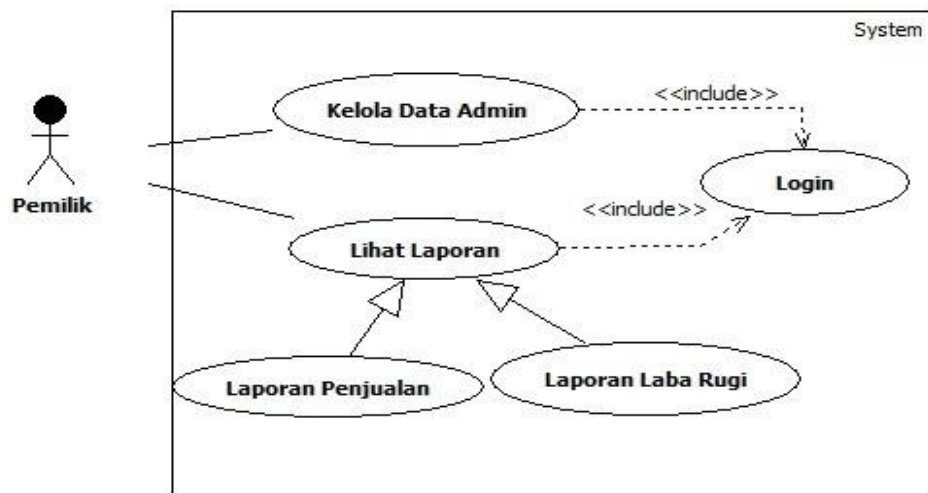 System
Kelola Data Admin
<<include>>
Login
Pemilik
<<include>>
Lihat Laporan
Laporan Penjualan
Laporan Laba Rugi